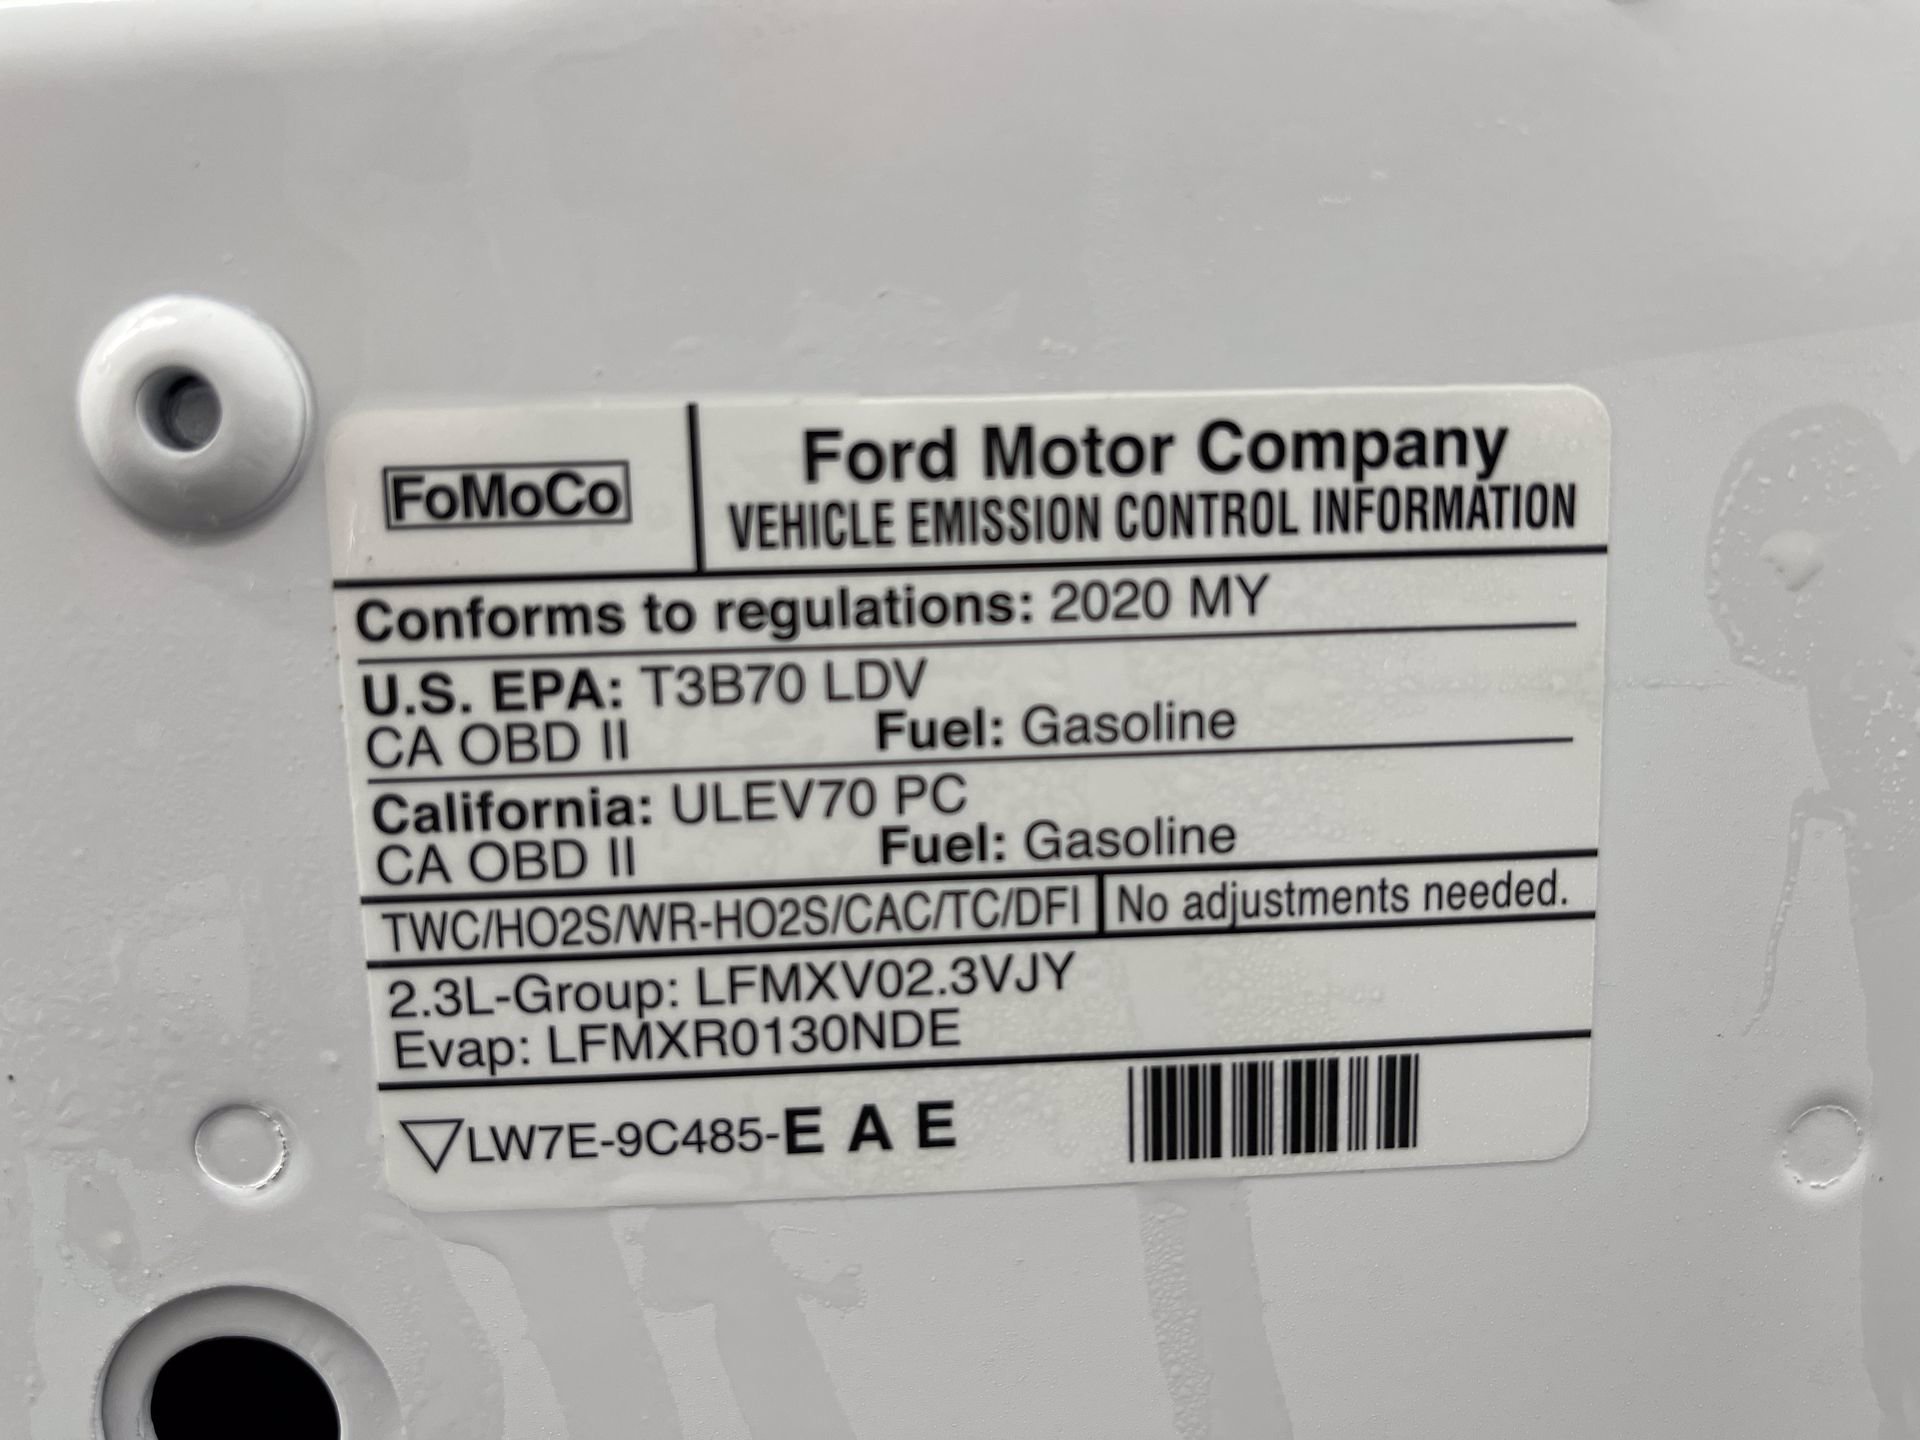 FoMoCo
Ford Motor Company
VEHICLE EMISSION CONTROL INFORMATION
Conforms to regulations: 2020 MY
U.S. EPA: T3B70 LDV
CA OBD II Fuel: Gasoline
California: ULEV70 PC
CA OBD II Fuel: Gasoline
TWC/HO2S/WR-HO2S/CAC/TC/DFI No adjustments needed.
2.3L-Group: LFMXV02.3VJY
Evap: LFMXR0130NDE
LW7E-9C485-E A E